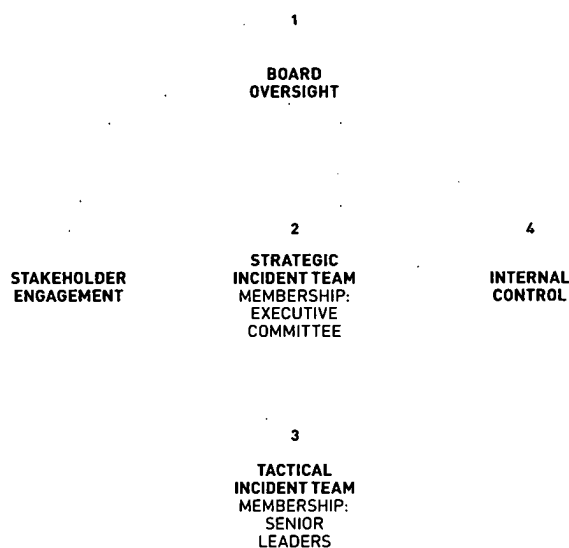 1
BOARD
OVERSIGHT
2
4
STAKEHOLDER
ENGAGEMENT
STRATEGIC
INCIDENT TEAM
MEMBERSHIP:
EXECUTIVE
COMMITTEE
INTERNAL
CONTROL
3
TACTICAL
INCIDENT TEAM
MEMBERSHIP:
SENIOR
LEADERS